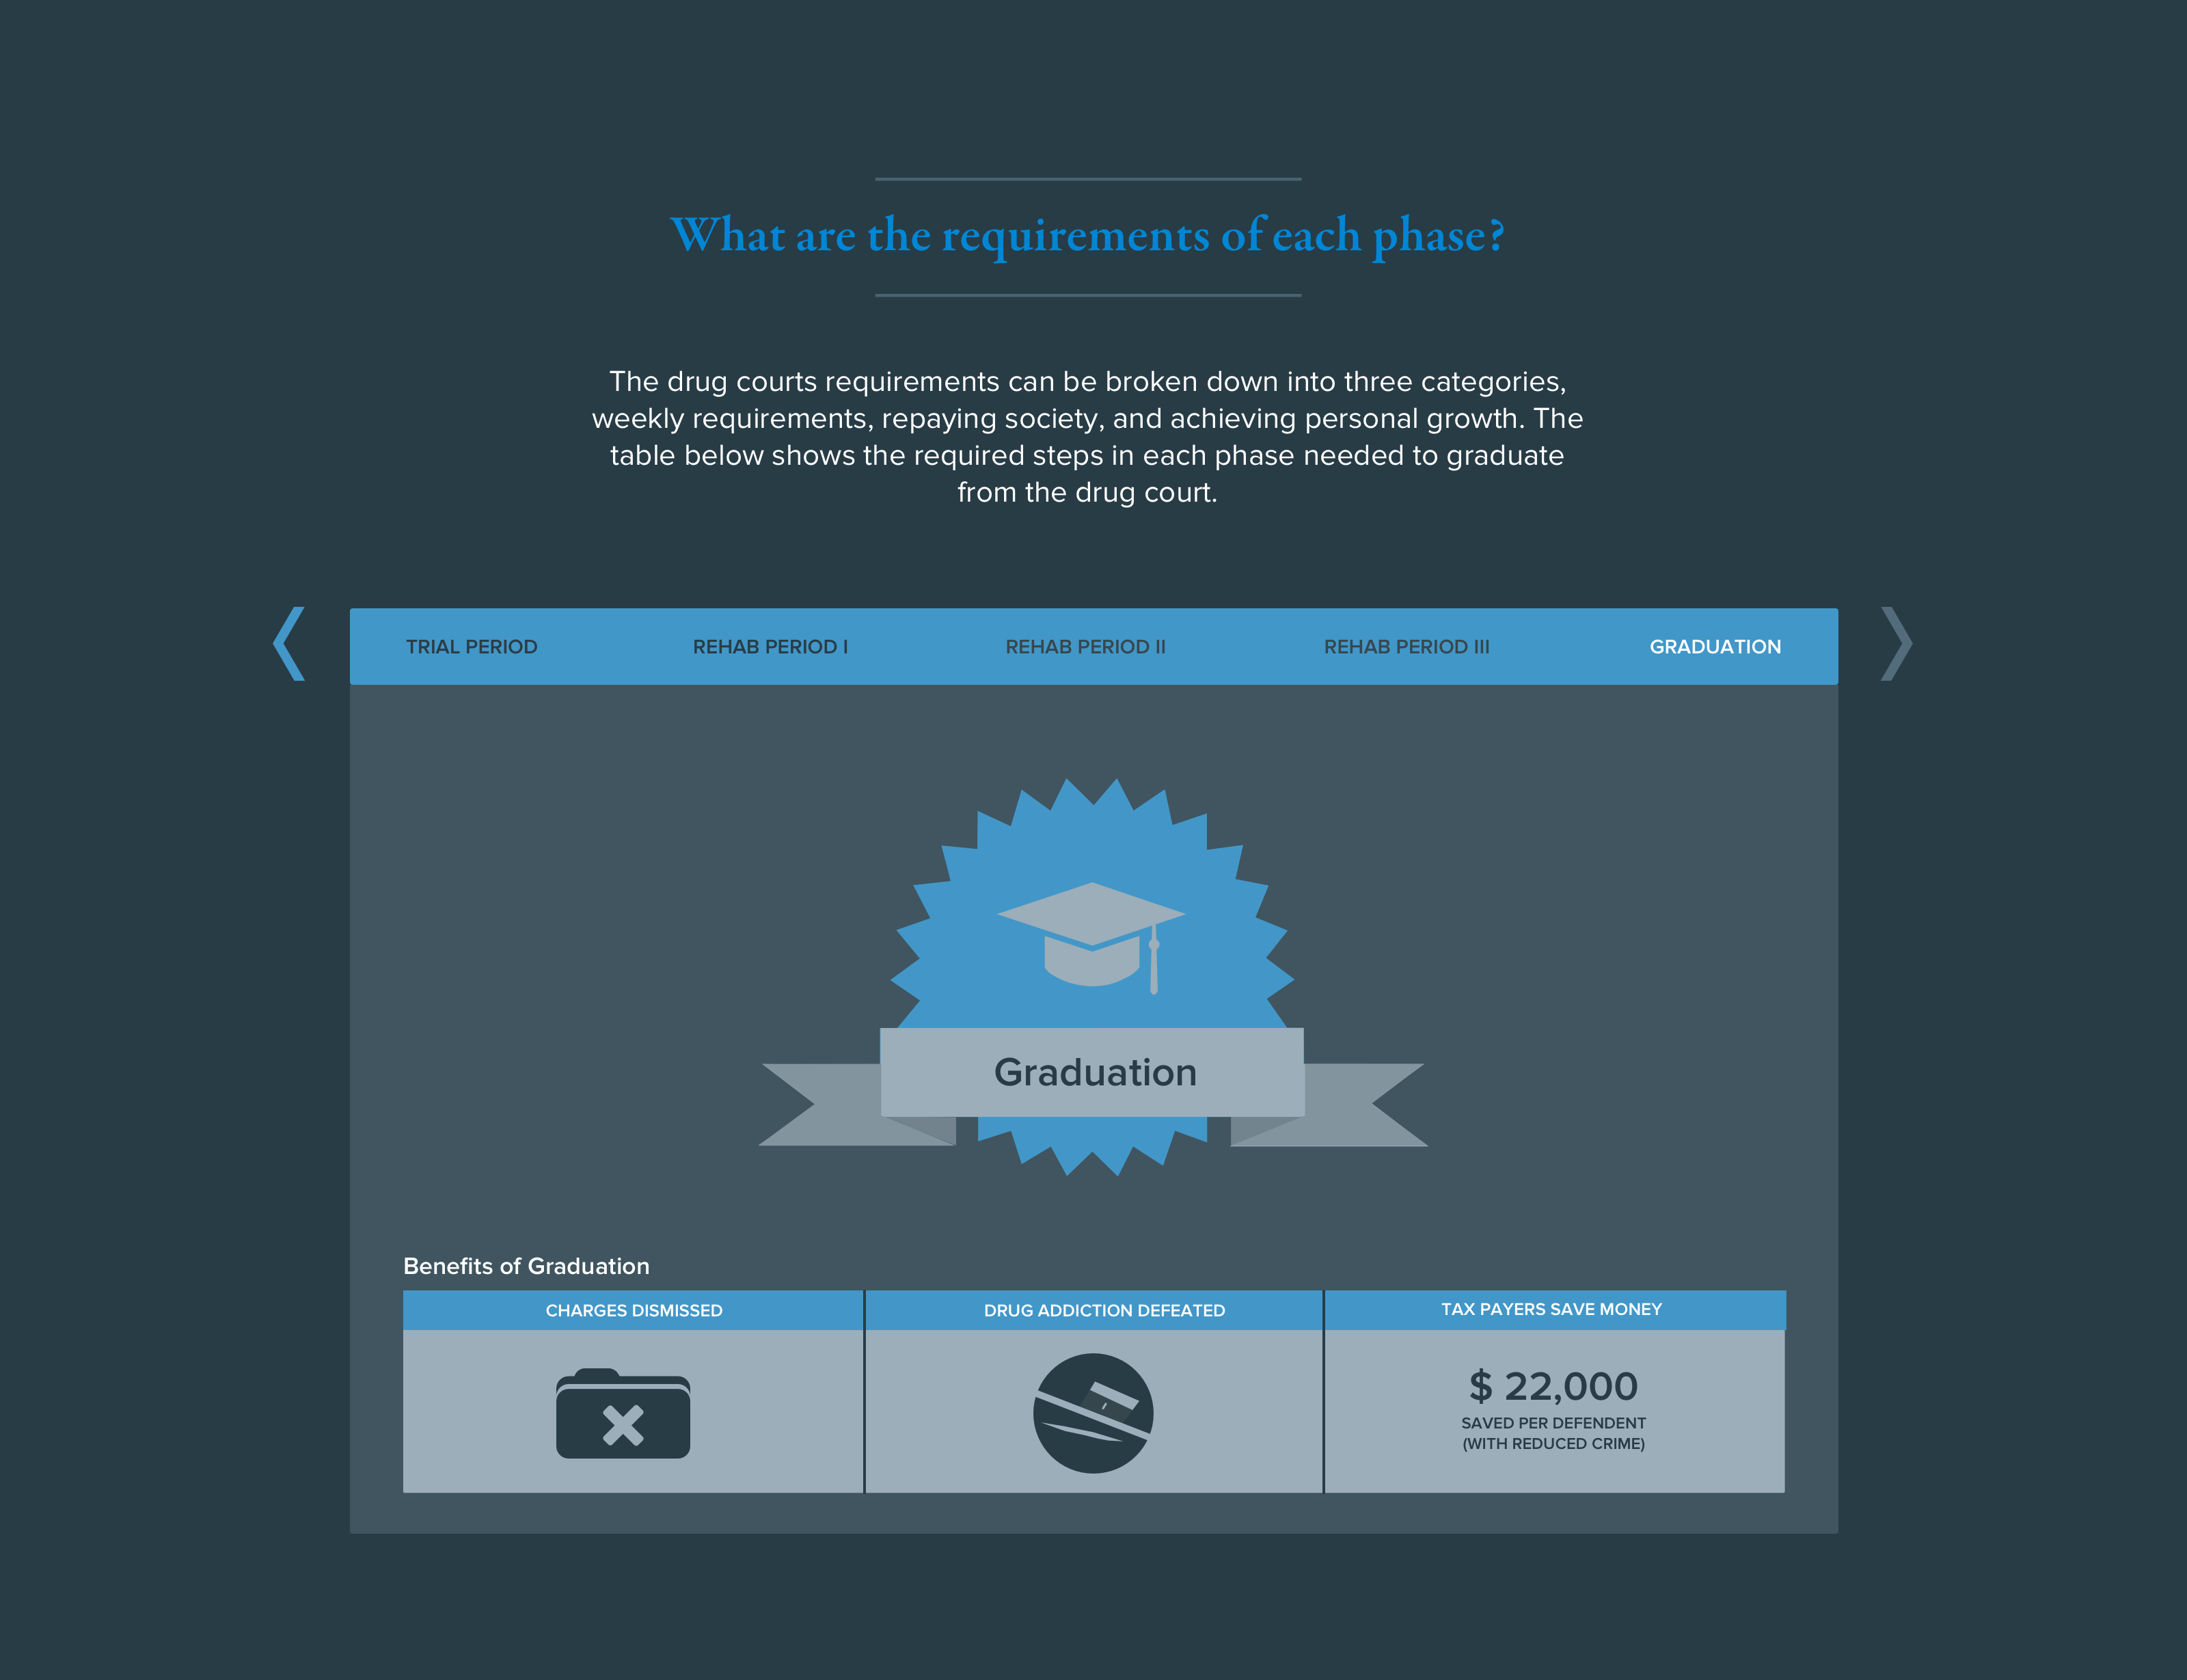 What are the requirements of each phase?
The drug courts requirements can be broken down into three categories,
weekly requirements, repaying society, and achieving personal growth. The
table below shows the required steps in each phase needed to graduate
from the drug court.
TRIAL PERIOD
REHAB PERIOD I
REHAB PERIOD II
REHAB PERIOD III
GRADUATION
Graduation
Benefits of Graduation
CHARGES DISMISSED
DRUG ADDICTION DEFEATED
TAX PAYERS SAVE MONEY
$ 22,000
SAVED PER DEFENDENT
(WITH REDUCED CRIME)